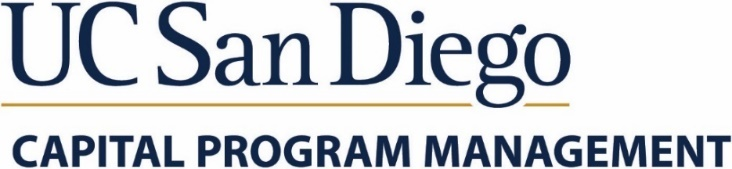 UC San Diego
CAPITAL PROGRAM MANAGEMENT